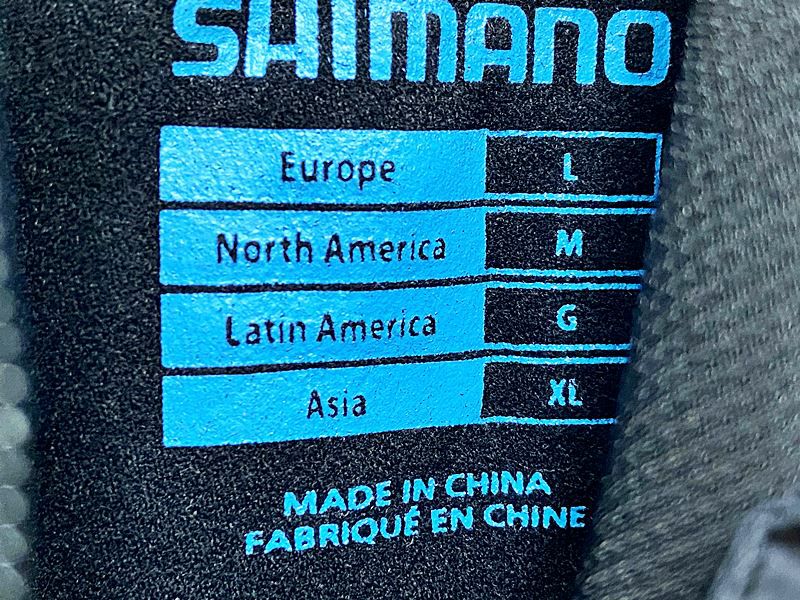 SHIMANO
Europe L
North America M
Latin America G
Asia XL
MADE IN CHINA
FABRIQUÉ EN CHINE